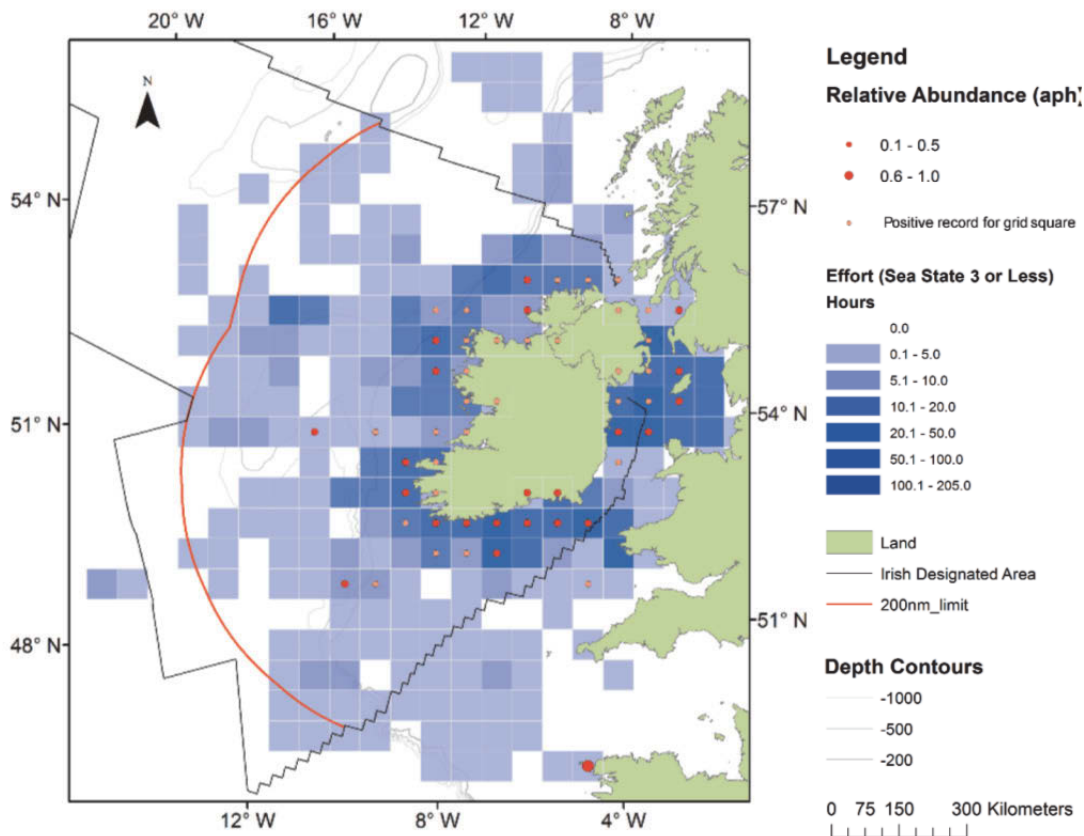 20° W 16° W 12° W 8° W
N
54° N
57° N
51° N
54° N
48° N
51° N
12° W 8° W 4° W
Legend
Relative Abundance (aph)
0.1 - 0.5
0.6 - 1.0
Positive record for grid square
Effort (Sea State 3 or Less)
Hours
0.0
0.1 - 5.0
5.1 - 10.0
10.1 - 20.0
20.1 - 50.0
50.1 - 100.0
100.1 - 205.0
Land
Irish Designated Area
200nm_limit
Depth Contours
-1000
-500
-200
0 75 150 300 Kilometers